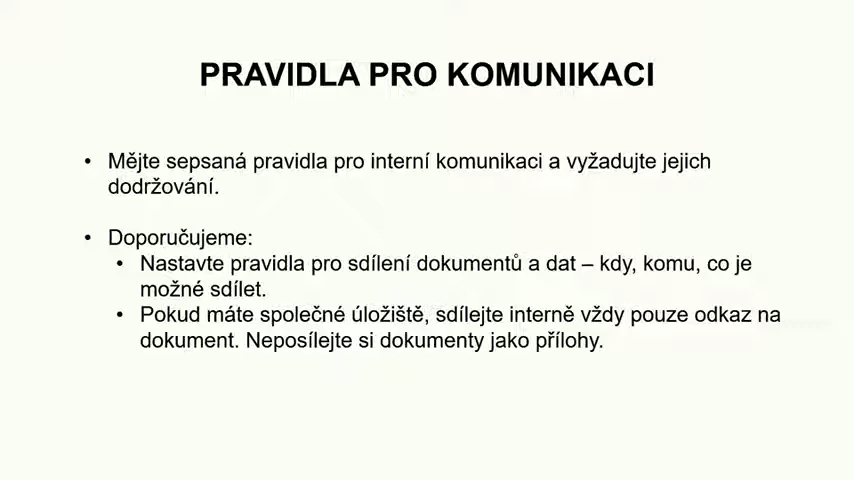 PRAVIDLA PRO KOMUNIKACI
• Mějte sepsaná pravidla pro interní komunikaci a vyžadujte jejich
dodržování.
• Doporučujeme:
• Nastavte pravidla pro sdílení dokumentů a dat – kdy, komu, co je
možné sdílet.
• Pokud máte společné úložiště, sdílejte interně vždy pouze odkaz na
dokument. Neposílejte si dokumenty jako přílohy.